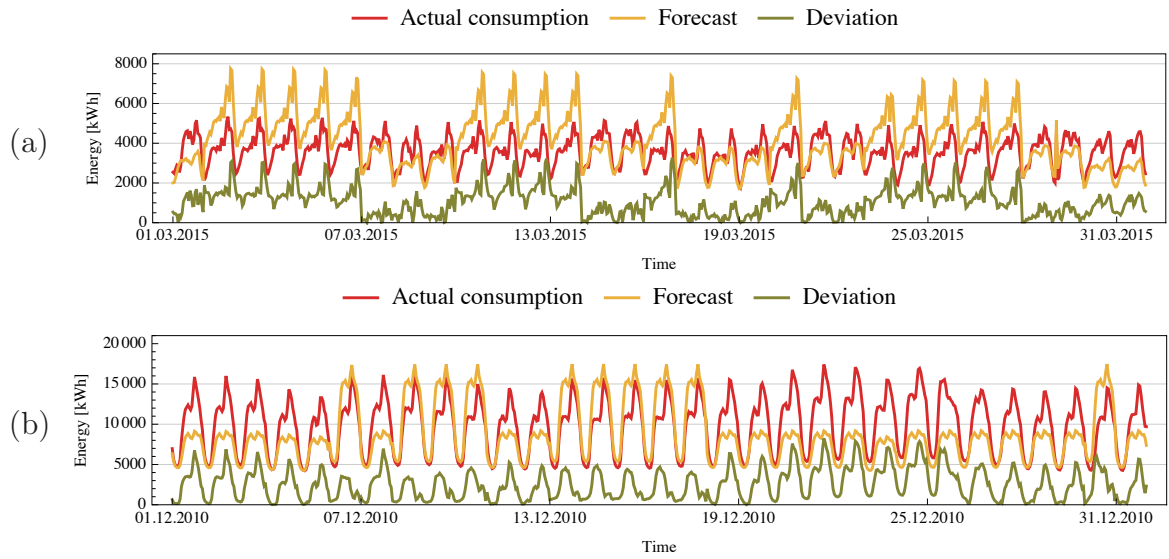 Actual consumption Forecast Deviation
(a)
Energy [kWh]
8000
6000
4000
2000
0
01.03.2015 07.03.2015 13.03.2015 19.03.2015 25.03.2015 31.03.2015
Time
Actual consumption Forecast Deviation
(b)
Energy [kWh]
20 000
15 000
10 000
5000
0
01.12.2010 07.12.2010 13.12.2010 19.12.2010 25.12.2010 31.12.2010
Time